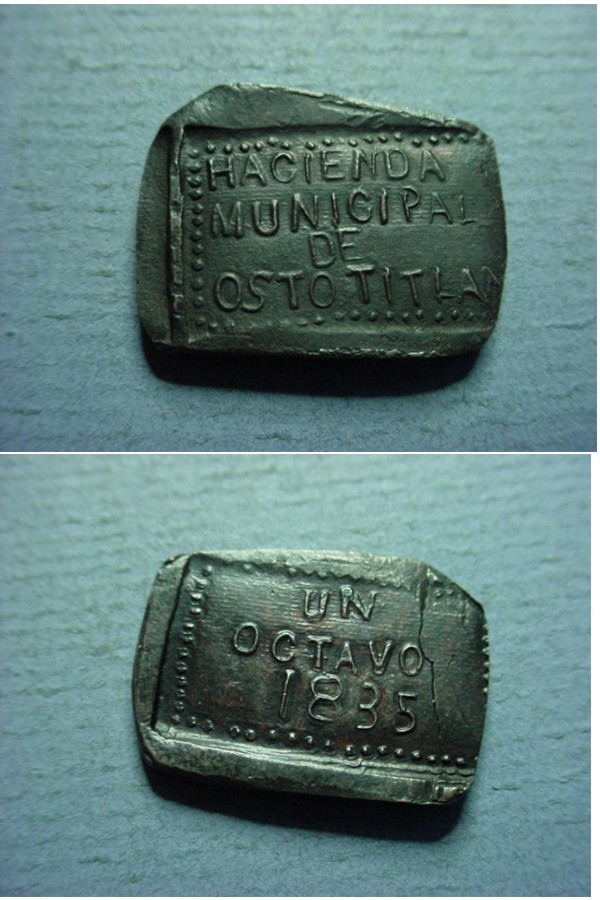 HACIENDA
MUNICIPAL
DE
OSTOTITLAN
UN
OCTAVO
1835